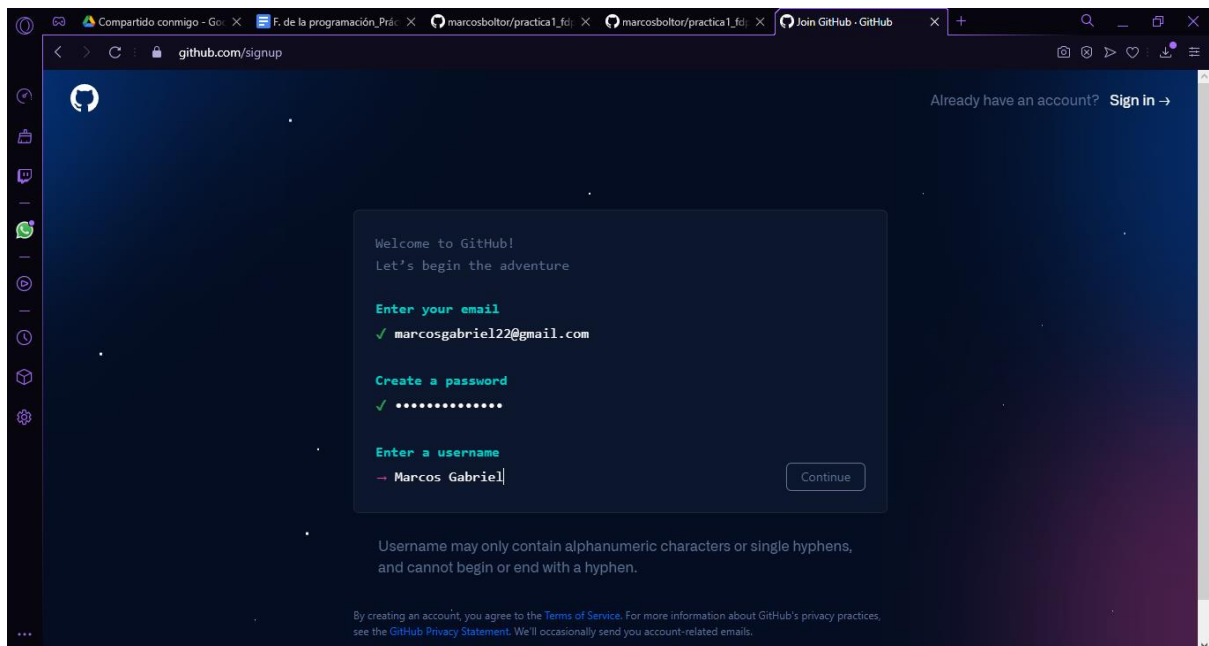 Compartido conmigo - Goo
F. de la programación_Prác
marcosboltor/practica1_fdp
marcosboltor/practica1_fdp
Join GitHub · GitHub
github.com/signup
Already have an account? Sign in →
Welcome to GitHub!
Let's begin the adventure
Enter your email
✓ marcosgabriel22@gmail.com
Create a password
✓ ••••••••••••••
Enter a username
→ Marcos Gabriel
Continue
Username may only contain alphanumeric characters or single hyphens,
and cannot begin or end with a hyphen.
By creating an account, you agree to the Terms of Service. For more information about GitHub's privacy practices,
see the GitHub Privacy Statement. We'll occasionally send you account-related emails.